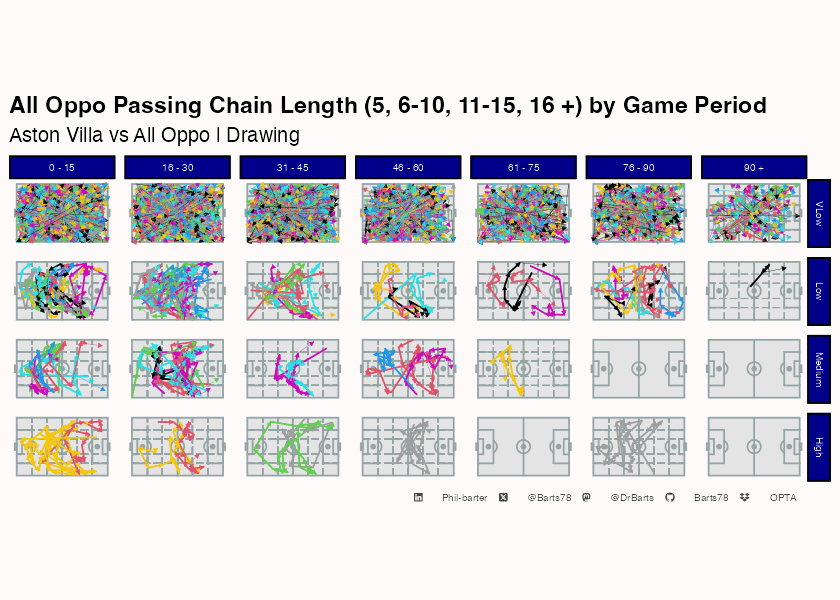 All Oppo Passing Chain Length (5, 6-10, 11-15, 16 +) by Game Period
Aston Villa vs All Oppo | Drawing
0 - 15 16 - 30 31 - 45 46 - 60 61 - 75 76 - 90 90 +
VLow
Low
Medium
High
Phil-barter @Barts78 @DrBarts Barts78 OPTA